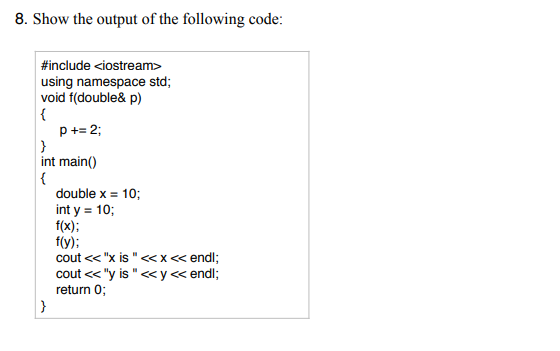 8. Show the output of the following code:
#include <iostream>
using namespace std;
void f(double& p)
{
p += 2;
}
int main()
{
double x = 10;
int y = 10;
f(x);
f(y);
cout << "x is " << x << endl;
cout << "y is " << y << endl;
return 0;
}